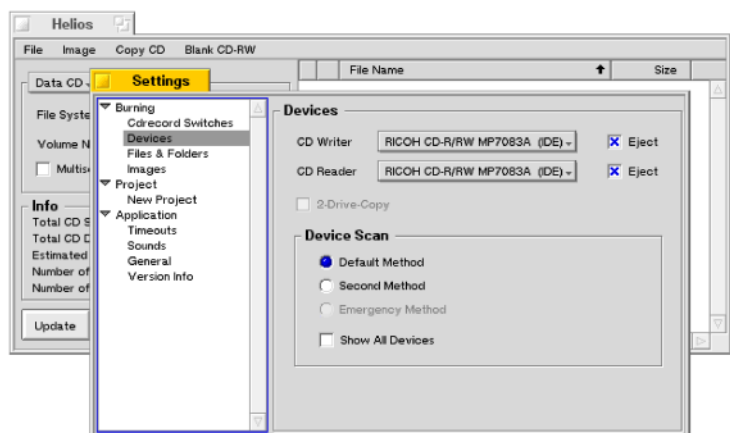 Helios
File Image Copy CD Blank CD-RW
File Name Size
Data CD
Settings
File Syste
Volume N
Multis
Info
Total CD S
Total CD D
Estimated
Number of
Number of
Update
Burning
Cdrecord Switches
Devices
Files & Folders
Images
Project
New Project
Application
Timeouts
Sounds
General
Version Info
Devices
CD Writer RICOH CD-R/RW MP7083A (IDE) Eject
CD Reader RICOH CD-R/RW MP7083A (IDE) Eject
2-Drive-Copy
Device Scan
Default Method
Second Method
Emergency Method
Show All Devices